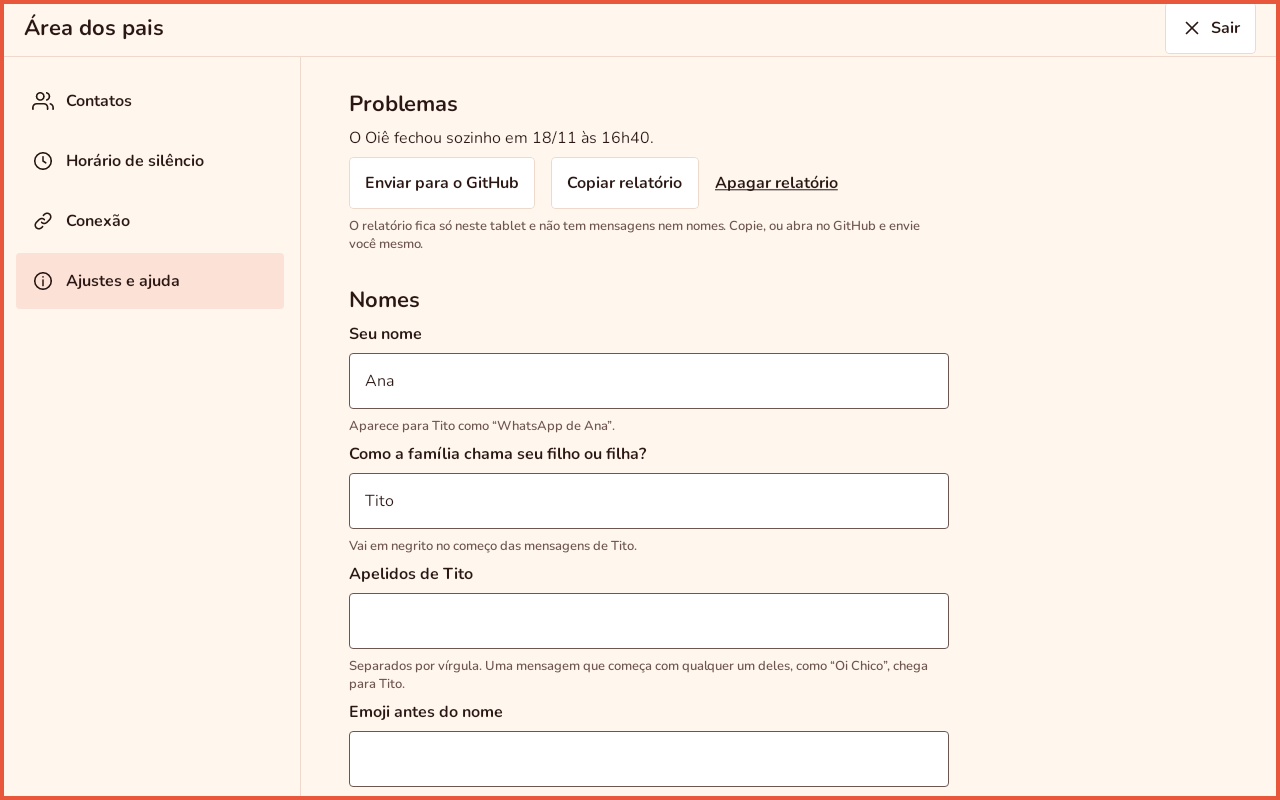 Área dos pais
Sair
Contatos
Horário de silêncio
Conexão
Ajustes e ajuda
Problemas
O Oiê fechou sozinho em 18/11 às 16h40.
Enviar para o GitHub
Copiar relatório
Apagar relatório
O relatório fica só neste tablet e não tem mensagens nem nomes. Copie, ou abra no GitHub e envie
você mesmo.
Nomes
Seu nome
Ana
Aparece para Tito como “WhatsApp de Ana”.
Como a família chama seu filho ou filha?
Tito
Vai em negrito no começo das mensagens de Tito.
Apelidos de Tito
Separados por vírgula. Uma mensagem que começa com qualquer um deles, como “Oi Chico”, chega
para Tito.
Emoji antes do nome